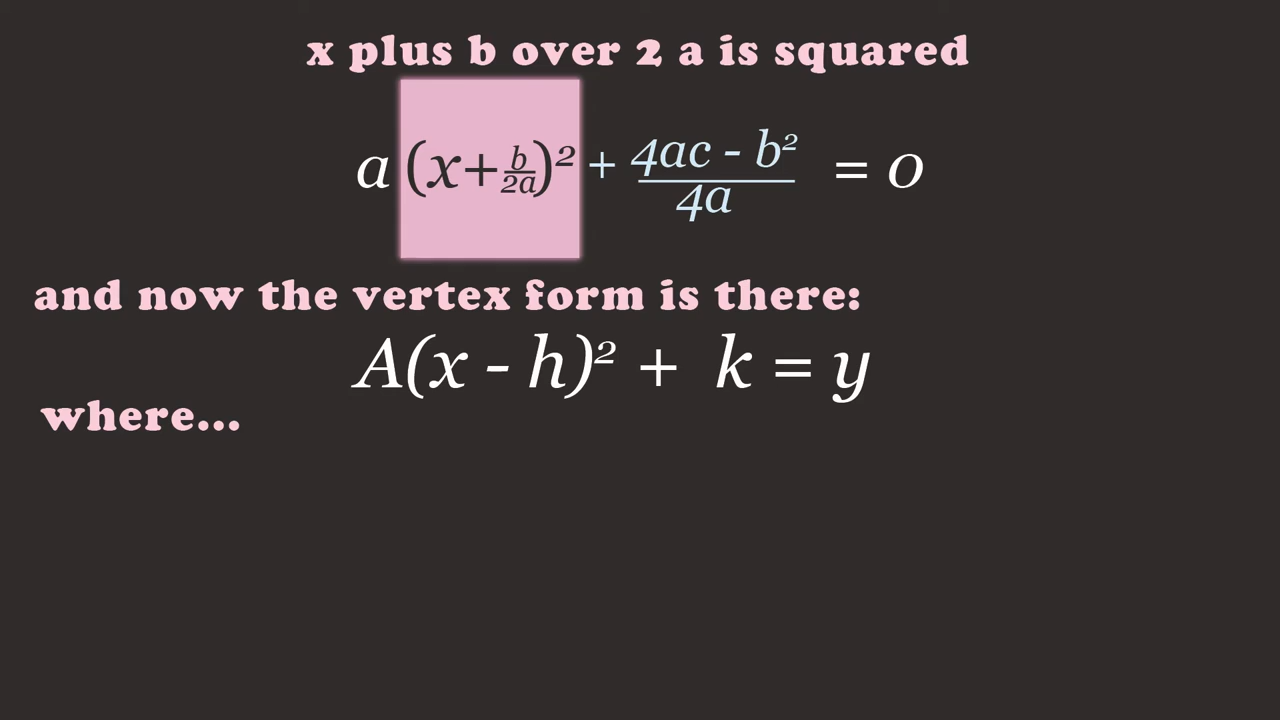 x plus b over 2 a is squared
a (x+b/2a)² + 4ac - b²/4a = 0
and now the vertex form is there:
A(x - h)² + k = y
where...